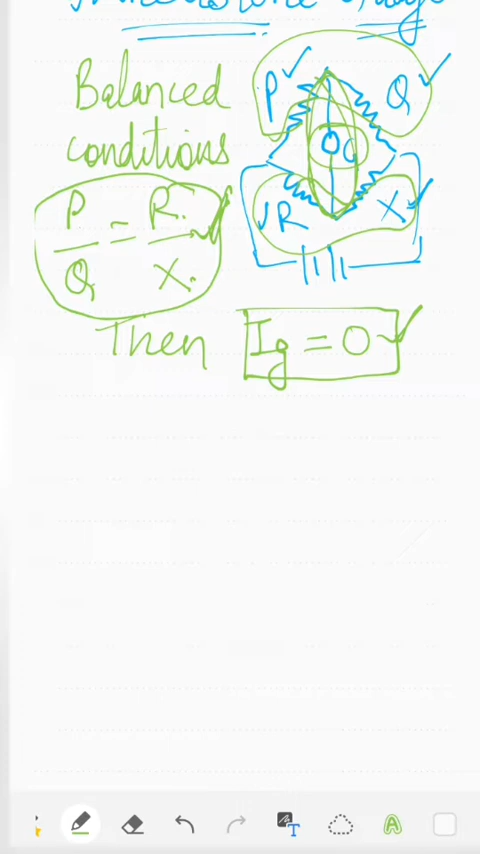 Balanced
conditions
P Q
G
R X
P/Q = R/X
Then Ig = 0